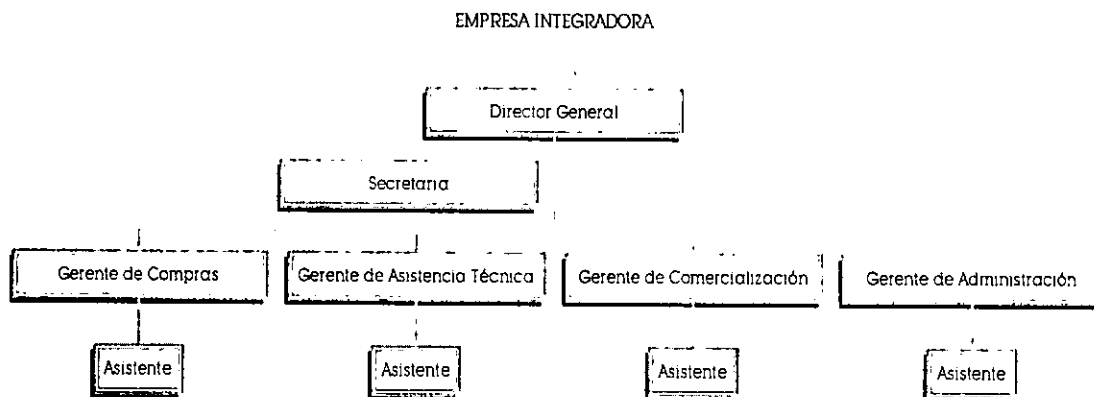 EMPRESA INTEGRADORA
Director General
Secretaria
Gerente de Compras
Gerente de Asistencia Técnica
Gerente de Comercialización
Gerente de Administración
Asistente
Asistente
Asistente
Asistente